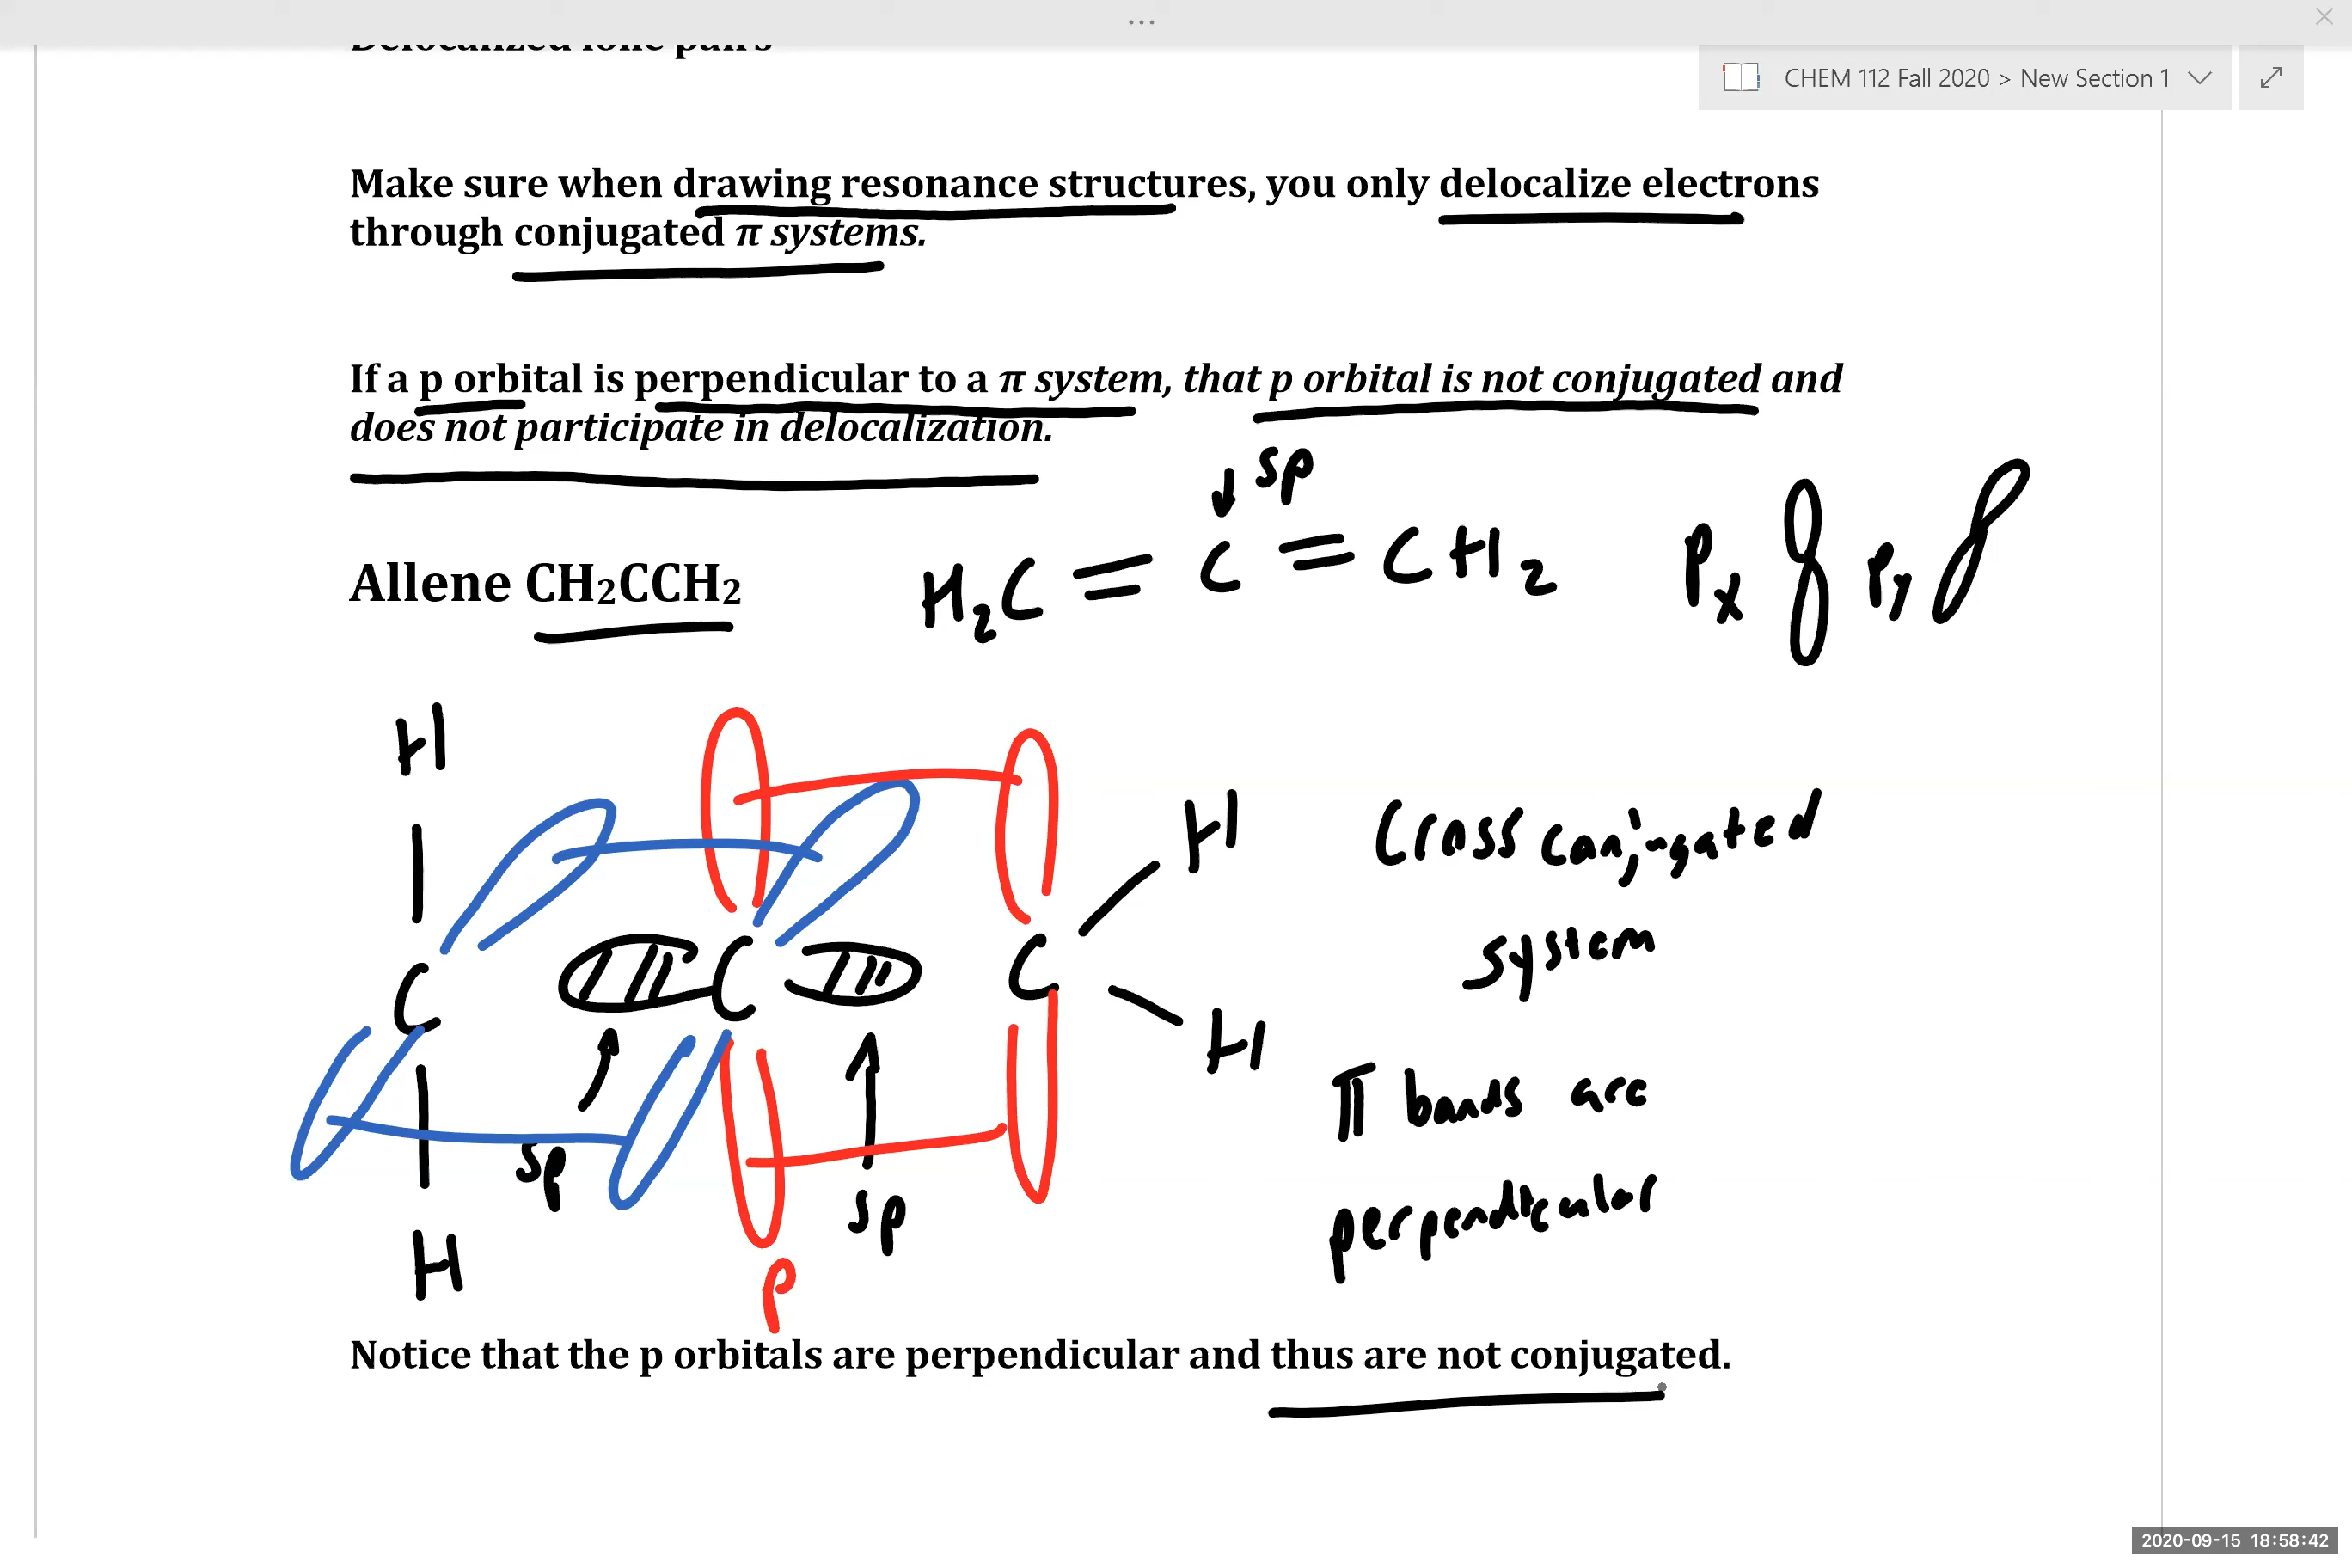 ...
Delocalized lone pairs
CHEM 112 Fall 2020 > New Section 1
Make sure when drawing resonance structures, you only delocalize electrons
through conjugated π systems.
If a p orbital is perpendicular to a π system, that p orbital is not conjugated and
does not participate in delocalization.
↓ sp
Allene CH₂CCH₂
H₂C = C = CH₂
Px Py
H
H
Cross conjugated
system
C C C
H
π bonds are
perpendicular
sp
sp
H
P
Notice that the p orbitals are perpendicular and thus are not conjugated.
2020-09-15 18:58:42